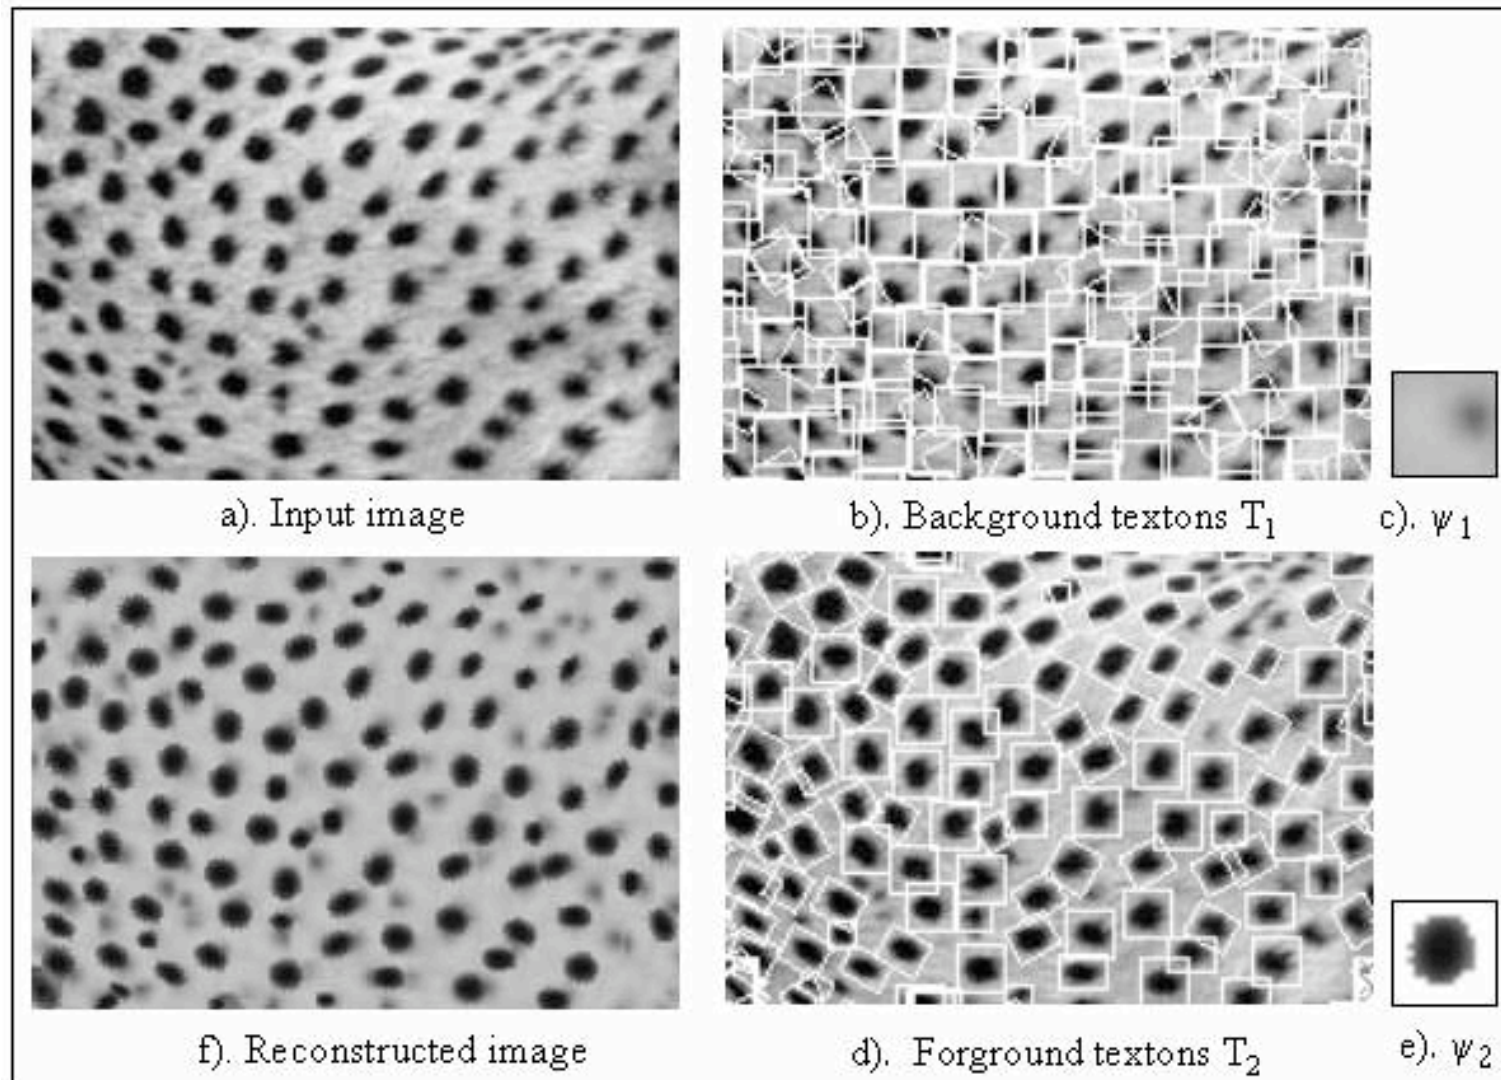 a). Input image
b). Background textons T₁
c). ψ₁
f). Reconstructed image
d). Forground textons T₂
e). ψ₂